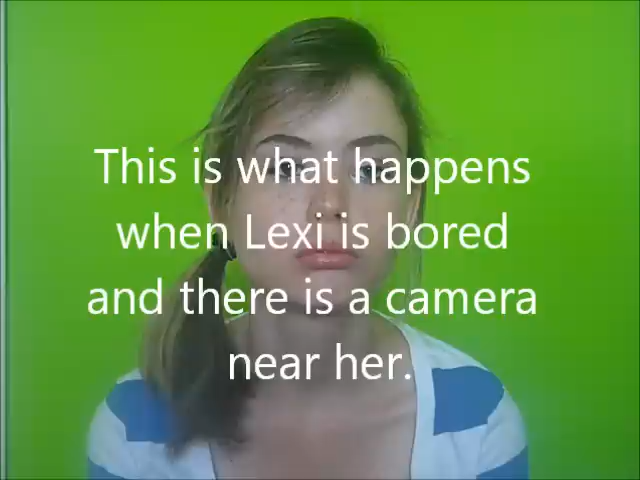 This is what happens
when Lexi is bored
and there is a camera
near her.